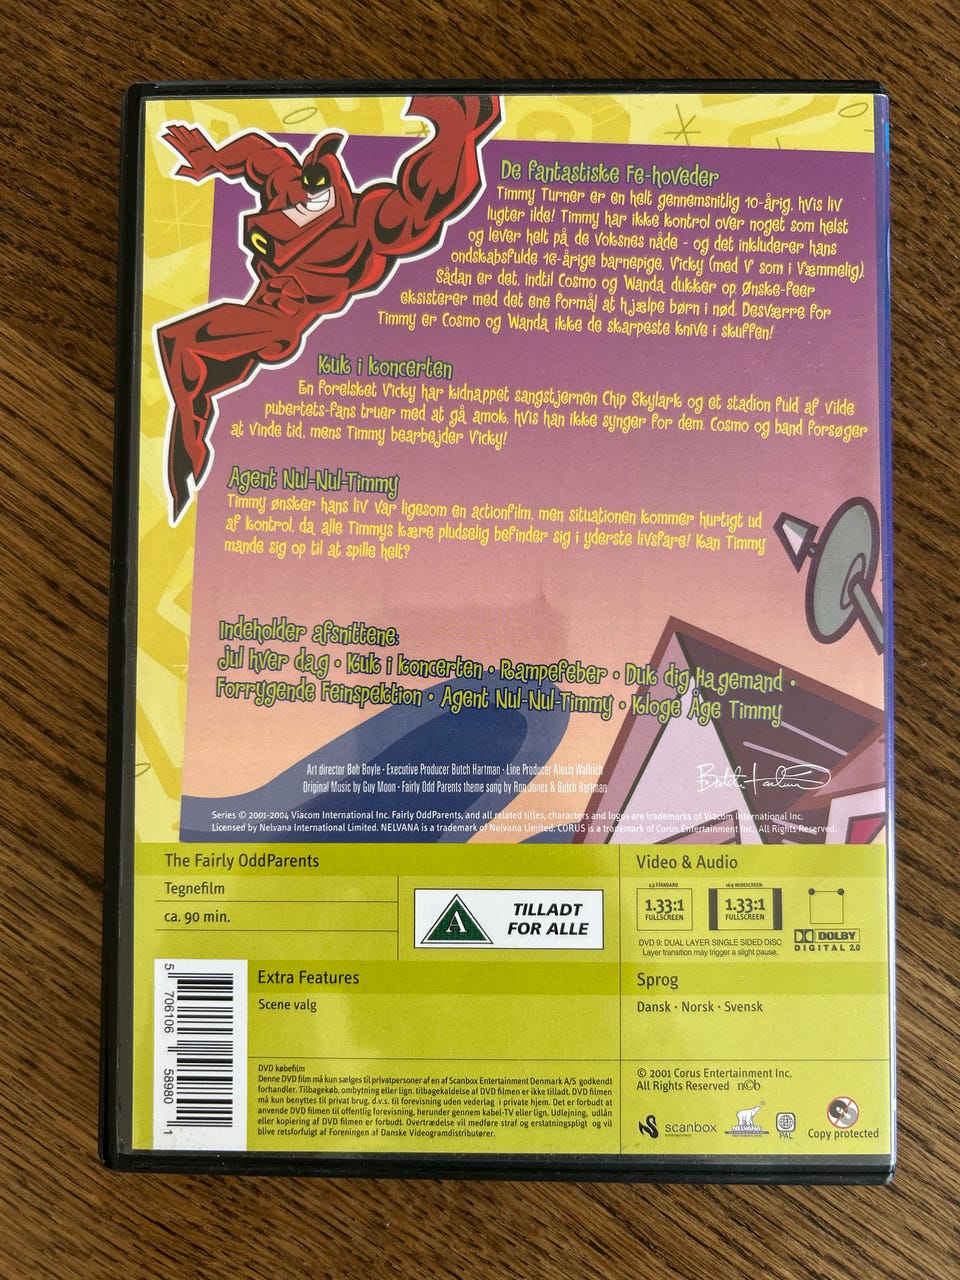 De fantastiske Fe-hoveder
Timmy Turner er en helt gennemsnitlig 10-årig, hvis liv
lugter ilde! Timmy har ikke kontrol over noget som helst
og lever helt på de voksnes nåde - og det inkluderer hans
ondskabsfulde 16-årige barnepige, Vicky (med V som i Væmmelig).
Sådan er det, indtil Cosmo og Wanda dukker op. Ønske-feer
eksisterer med det ene formål at hjælpe børn i nød. Desværre for
Timmy er Cosmo og Wanda ikke de skarpeste knive i skuffen!
Kuk i koncerten
En forelsket Vicky har kidnappet sangstjernen Chip Skylark og et stadion fuld af vilde
pubertets-fans truer med at gå amok, hvis han ikke synger for dem. Cosmo og band forsøger
at vinde tid, mens Timmy bearbejder Vicky!
Agent Nul-Nul-Timmy
Timmy ønsker hans liv var ligesom en actionfilm, men situationen kommer hurtigt ud
af kontrol, da alle Timmys kære pludselig befinder sig i yderste livsfare! Kan Timmy
mande sig op til at spille helt?
Indeholder afsnittene:
Jul hver dag • Kuk i koncerten • Rampefeber • Duk dig Hagemand •
Forrygende Feinspektion • Agent Nul-Nul-Timmy • Kloge Åge Timmy
Art director Bob Boyle • Executive Producer Butch Hartman • Line Producer Alexis Wallrich
Original Music by Guy Moon • Fairly Odd Parents theme song by Ron Jones & Butch Hartman
Butch Hartman
Series © 2001-2004 Viacom International Inc. Fairly OddParents, and all related titles, characters and logos are trademarks of Viacom International Inc.
Licensed by Nelvana International Limited. NELVANA is a trademark of Nelvana Limited. CORUS is a trademark of Corus Entertainment Inc. All Rights Reserved.
The Fairly OddParents
Tegnefilm
ca. 90 min.
A
TILLADT
FOR ALLE
Video & Audio
4:3 STANDARD
1.33:1
FULLSCREEN
16:9 WIDESCREEN
1.33:1
FULLSCREEN
DVD 9: DUAL LAYER SINGLE SIDED DISC
Layer transition may trigger a slight pause.
DOLBY
DIGITAL 2.0
Extra Features
Scene valg
Sprog
Dansk • Norsk • Svensk
5 706106 58980 1
DVD købefilm
Denne DVD film må kun sælges til privatpersoner af en af Scanbox Entertainment Danmark A/S godkendt
forhandler. Tilbagekøb, ombytning eller lign. tilbagekaldelse af DVD filmen er ikke tilladt. DVD filmen
må kun benyttes til privat brug, d.v.s. til forevisning uden vederlag i private hjem. Det er forbudt at
anvende DVD filmen til offentlig forevisning, herunder gennem kabel-TV eller lign. Udlejning, udlån
eller kopiering af DVD filmen er forbudt. Overtrædelse vil medføre straf og erstatningspligt og vil
blive retsforfulgt af Foreningen af Danske Videogramdistributører.
© 2001 Corus Entertainment Inc.
All Rights Reserved n©b
scanbox
entertainment
NELVANA
PAL
Copy protected